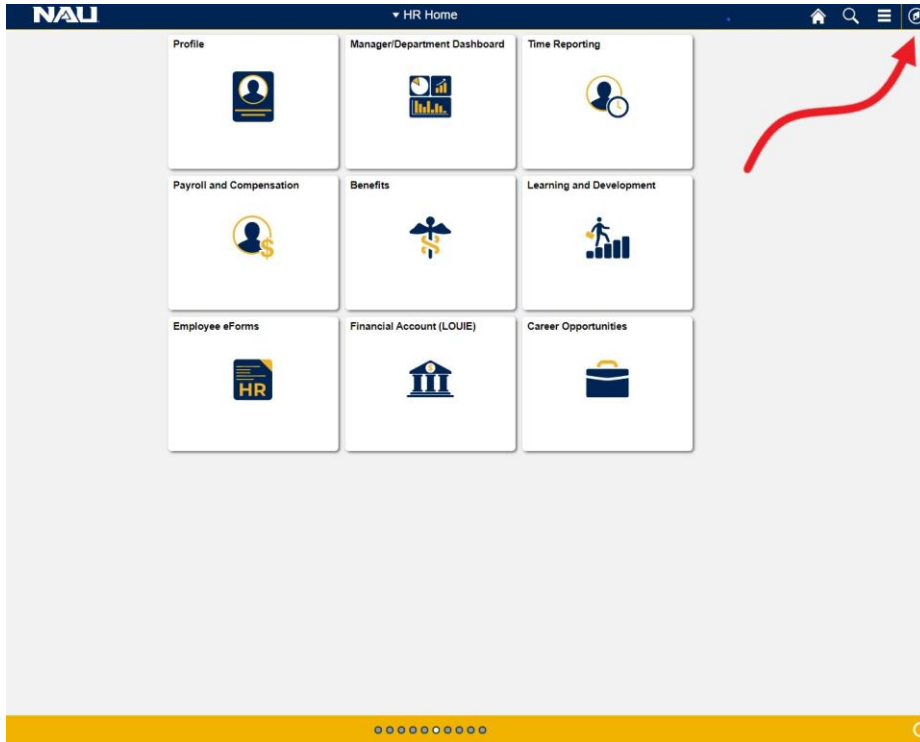 NAU
HR Home
Profile
Manager/Department Dashboard
Time Reporting
Payroll and Compensation
Benefits
Learning and Development
Employee eForms
HR
Financial Account (LOUIE)
$
Career Opportunities